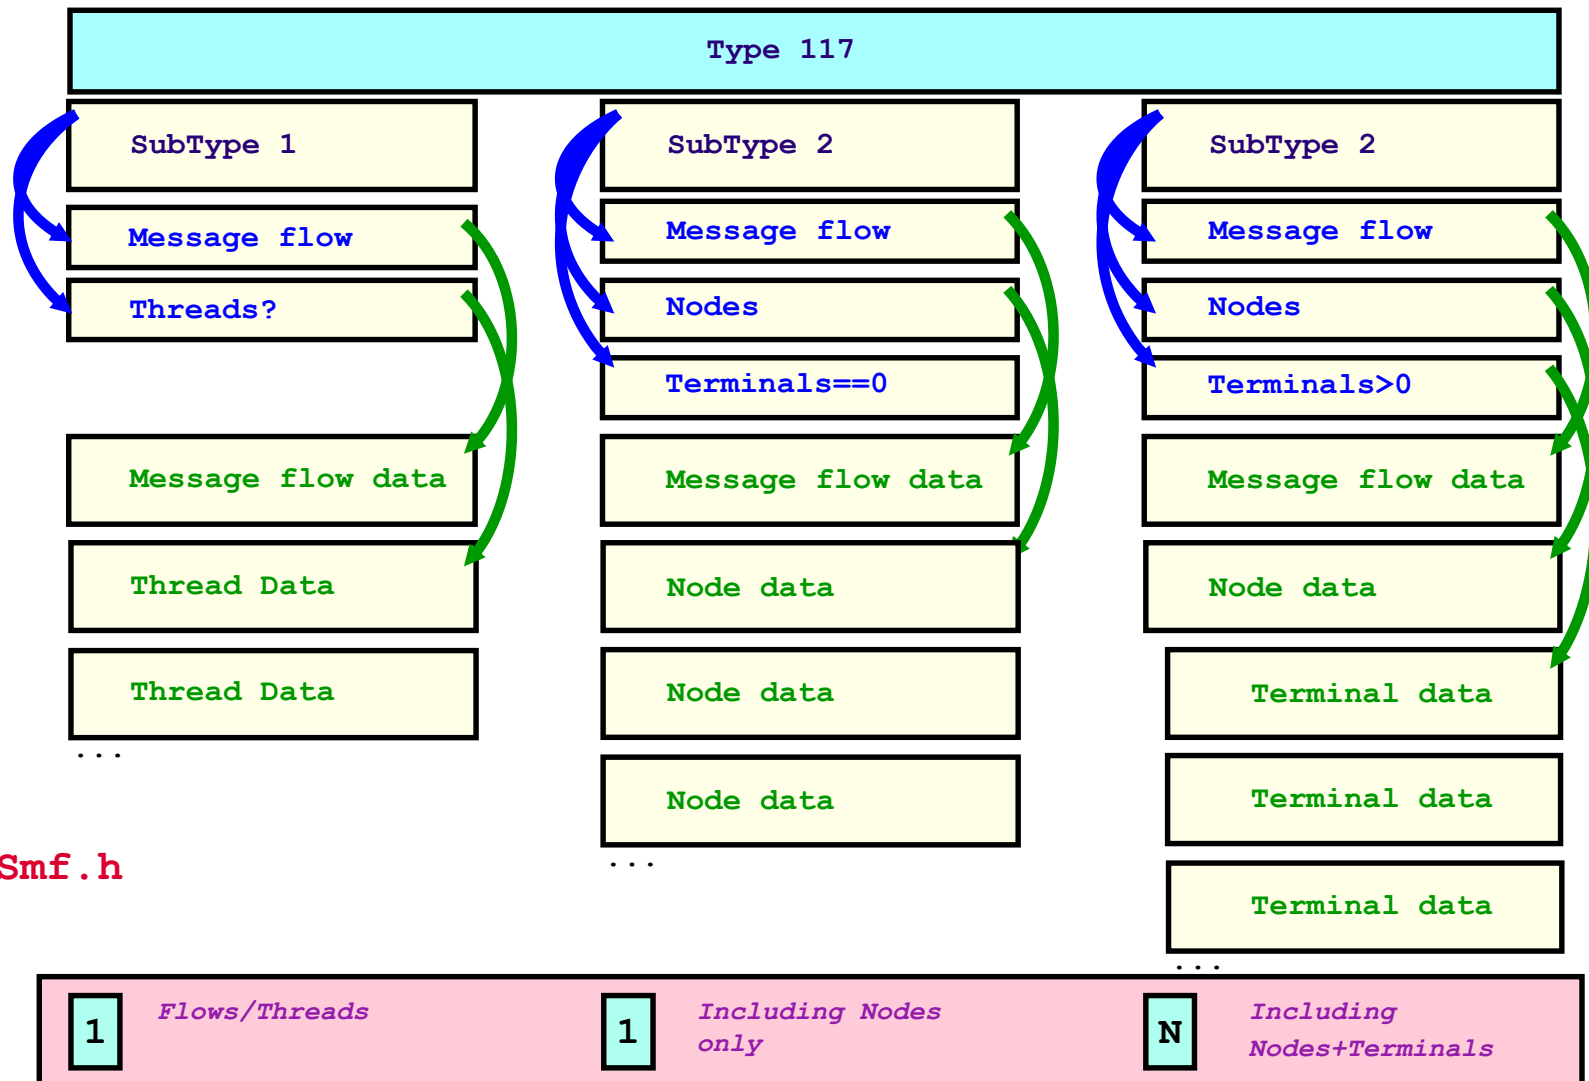 Type 117
SubType 1
SubType 2
SubType 2
Message flow
Message flow
Message flow
Threads?
Nodes
Nodes
Terminals==0
Terminals>0
Message flow data
Message flow data
Message flow data
Thread Data
Node data
Node data
Thread Data
Node data
Terminal data
...
Node data
Terminal data
Smf.h
...
Terminal data
...
1
Flows/Threads
1
Including Nodes
only
N
Including
Nodes+Terminals